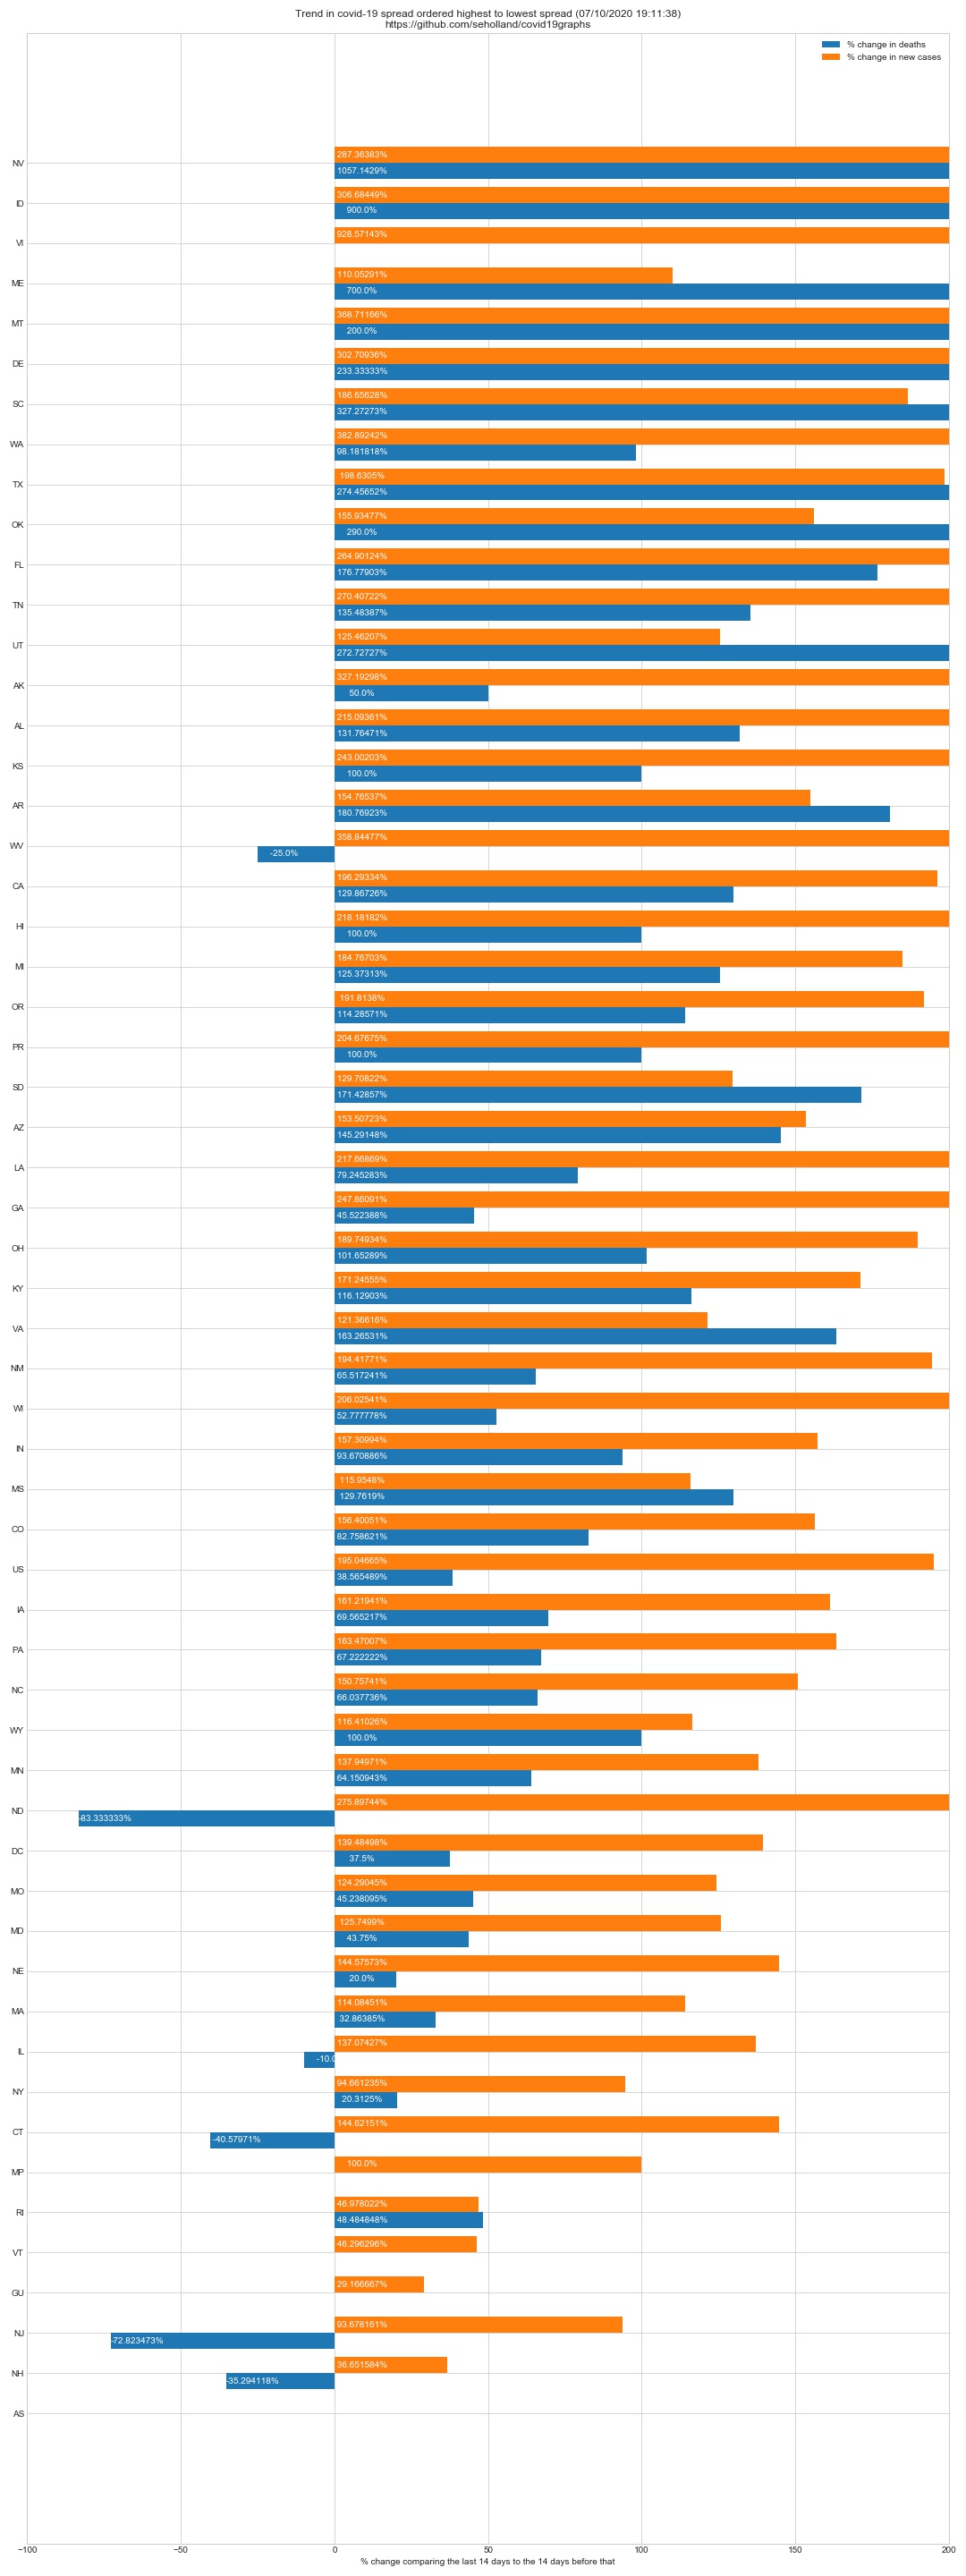 Trend in covid-19 spread ordered highest to lowest spread (07/10/2020 19:11:38)
https://github.com/seholland/covid19graphs
% change in deaths
% change in new cases
287.36383%
NV
1057.1429%
306.68449%
ID
900.0%
928.57143%
VI
110.05291%
ME
700.0%
368.71166%
MT
200.0%
302.70936%
DE
233.33333%
186.65628%
SC
327.27273%
382.89242%
WA
98.181818%
198.6305%
TX
274.45652%
155.93477%
OK
290.0%
264.90124%
FL
176.77903%
270.40722%
TN
135.48387%
125.46207%
UT
272.72727%
327.19298%
AK
50.0%
215.09361%
AL
131.76471%
243.00203%
KS
100.0%
154.76537%
AR
180.76923%
358.84477%
WV
-25.0%
196.29334%
CA
129.86726%
218.18182%
HI
100.0%
184.76703%
MI
125.37313%
191.8138%
OR
114.28571%
204.67675%
PR
100.0%
129.70822%
SD
171.42857%
153.50723%
AZ
145.29148%
217.66869%
LA
79.245283%
247.86091%
GA
45.522388%
189.74934%
OH
101.65289%
171.24555%
KY
116.12903%
121.36616%
VA
163.26531%
194.41771%
NM
65.517241%
206.02541%
WI
52.777778%
157.30994%
IN
93.670886%
115.9548%
MS
129.7619%
156.40051%
CO
82.758621%
195.04665%
US
38.565489%
161.21941%
IA
69.565217%
163.47007%
PA
67.222222%
150.75741%
NC
66.037736%
116.41026%
WY
100.0%
137.94971%
MN
64.150943%
275.89744%
ND
-83.333333%
139.48498%
DC
37.5%
124.29045%
MO
45.238095%
125.7499%
MD
43.75%
144.57573%
NE
20.0%
114.08451%
MA
32.86385%
137.07427%
IL
-10.0
94.661235%
NY
20.3125%
144.62151%
CT
-40.57971%
100.0%
MP
46.978022%
RI
48.484848%
46.296296%
VT
29.166667%
GU
93.678161%
NJ
-72.823473%
36.651584%
NH
-35.294118%
AS
−100 −50 0 50 100 150 200
% change comparing the last 14 days to the 14 days before that